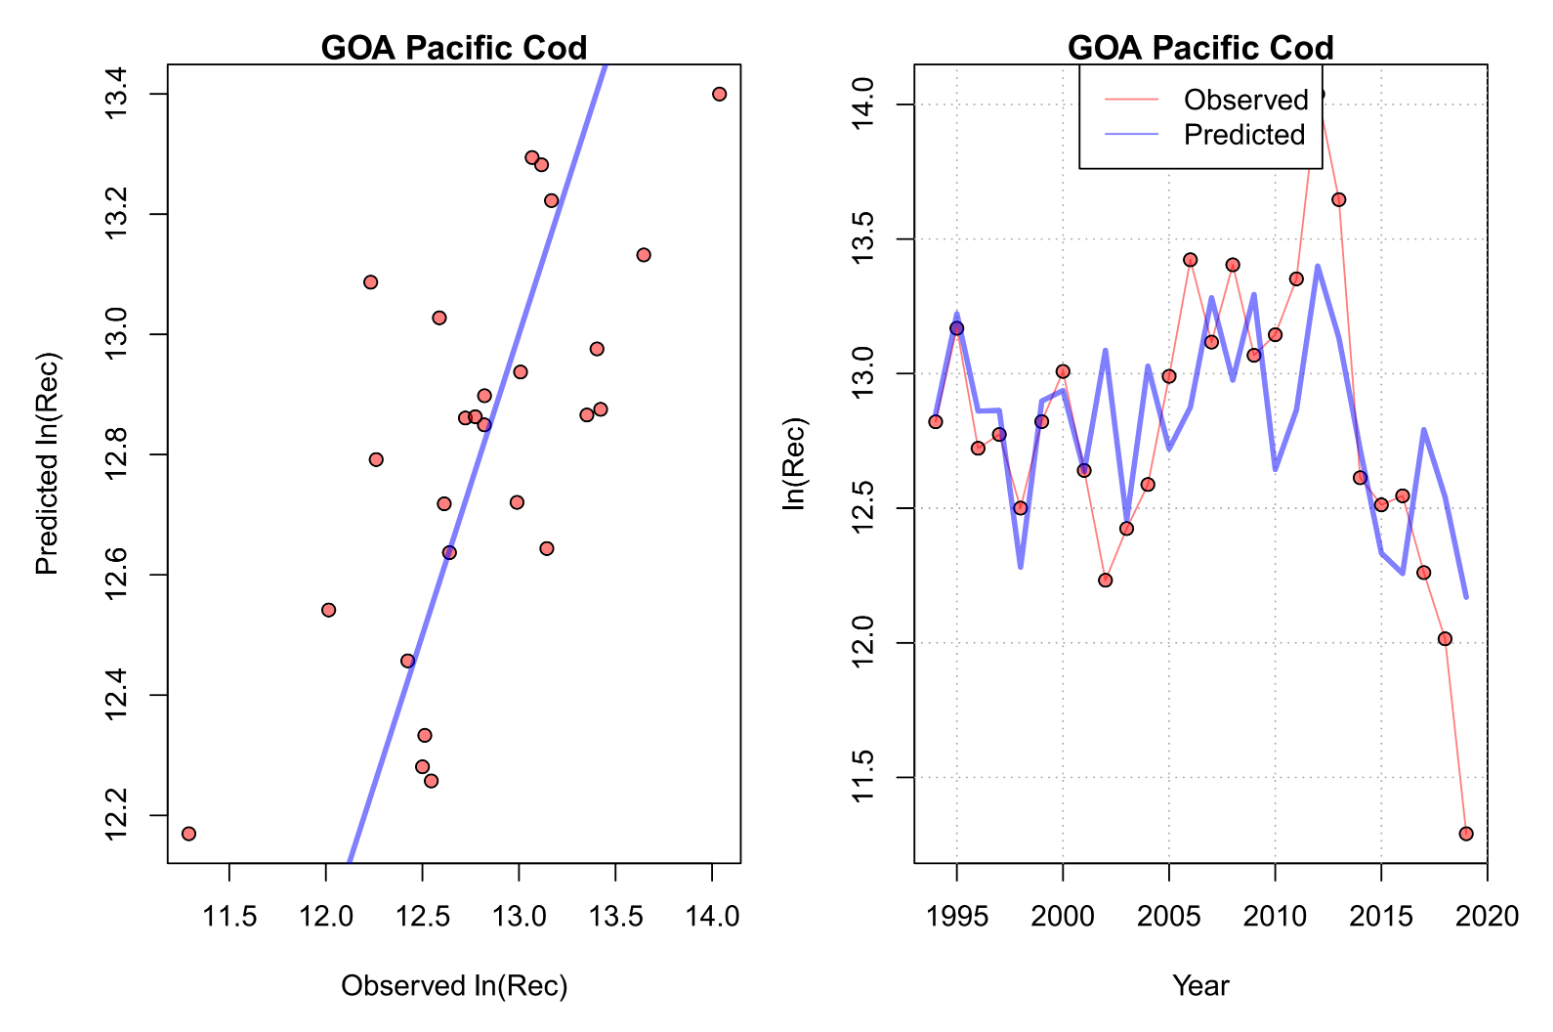 GOA Pacific Cod
13.4
13.2
13.0
12.8
12.6
12.4
12.2
Predicted ln(Rec)
11.5 12.0 12.5 13.0 13.5 14.0
Observed ln(Rec)
GOA Pacific Cod
Observed
Predicted
14.0
13.5
13.0
12.5
12.0
11.5
ln(Rec)
1995 2000 2005 2010 2015 2020
Year